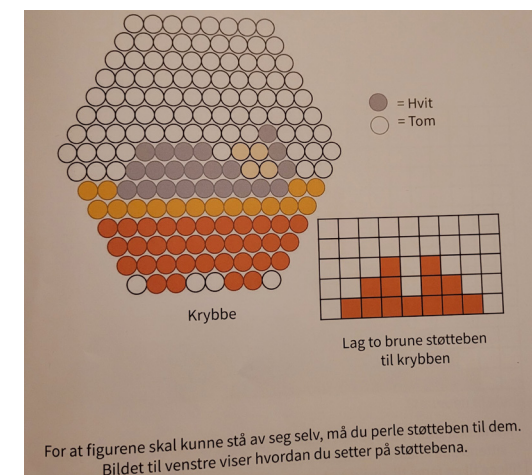 = Hvit
= Tom
Krybbe
Lag to brune støtteben
til krybben
For at figurene skal kunne stå av seg selv, må du perle støtteben til dem.
Bildet til venstre viser hvordan du setter på støttebena.